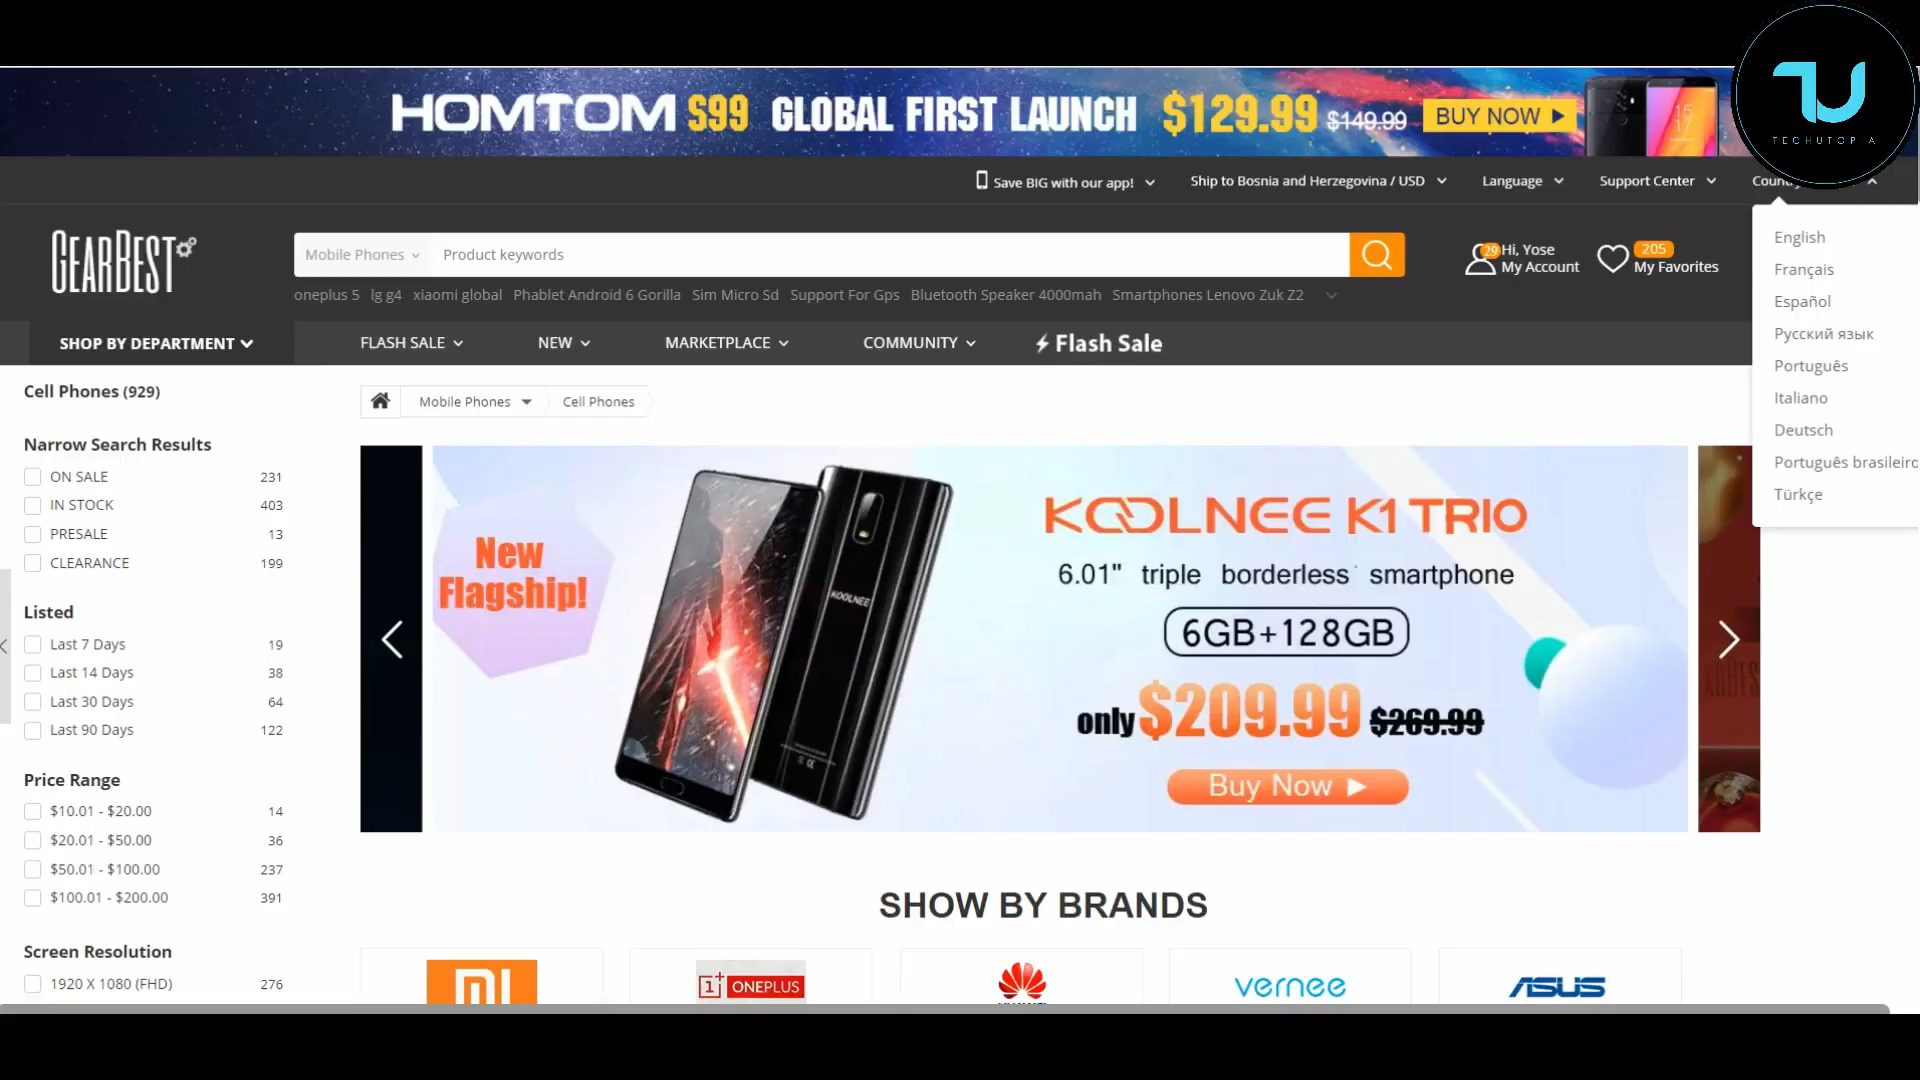 HOMTOM S99 GLOBAL FIRST LAUNCH $129.99 $149.99 BUY NOW
15
17
TECHUTOPIA
Save BIG with our app!
Ship to Bosnia and Herzegovina / USD
Language
Support Center
GEARBEST
Mobile Phones
Product keywords
29
Hi, Yose
My Account
205
My Favorites
oneplus 5 lg g4 xiaomi global Phablet Android 6 Gorilla Sim Micro Sd Support For Gps Bluetooth Speaker 4000mah Smartphones Lenovo Zuk Z2
SHOP BY DEPARTMENT
FLASH SALE
NEW
MARKETPLACE
COMMUNITY
Flash Sale
English
Français
Español
Русский язык
Português
Italiano
Deutsch
Português brasileiro
Türkçe
Cell Phones (929)
Narrow Search Results
ON SALE 231
IN STOCK 403
PRESALE 13
CLEARANCE 199
Listed
Last 7 Days 19
Last 14 Days 38
Last 30 Days 64
Last 90 Days 122
Price Range
$10.01 - $20.00 14
$20.01 - $50.00 36
$50.01 - $100.00 237
$100.01 - $200.00 391
Screen Resolution
1920 X 1080 (FHD) 276
Mobile Phones
Cell Phones
New
Flagship!
KOOLNEE
KOOLNEE K1 TRIO
6.01" triple borderless smartphone
6GB+128GB
only $209.99 $269.99
Buy Now
SHOW BY BRANDS
MI
1+ ONEPLUS
vernee
ASUS